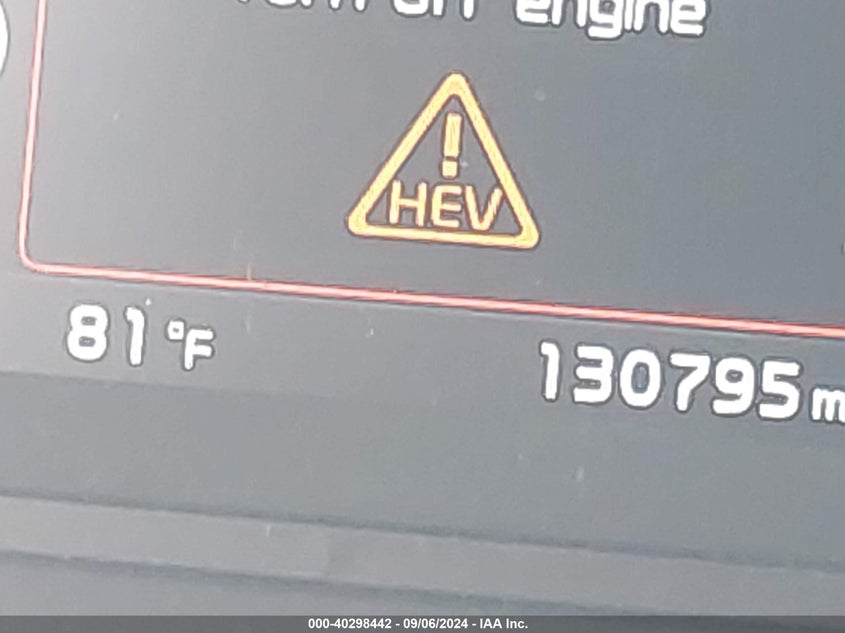 engine
!
HEV
81°F
130795
000-40298442 - 09/06/2024 - IAA Inc.